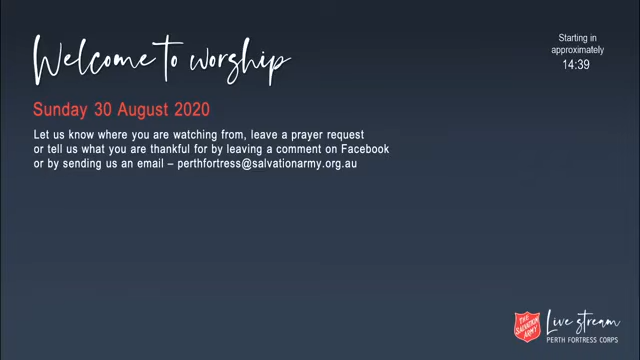 Welcome to worship
Starting in
approximately
14:39
Sunday 30 August 2020
Let us know where you are watching from, leave a prayer request
or tell us what you are thankful for by leaving a comment on Facebook
or by sending us an email – perthfortress@salvationarmy.org.au
THE
SALVATION
ARMY
Live stream
PERTH FORTRESS CORPS